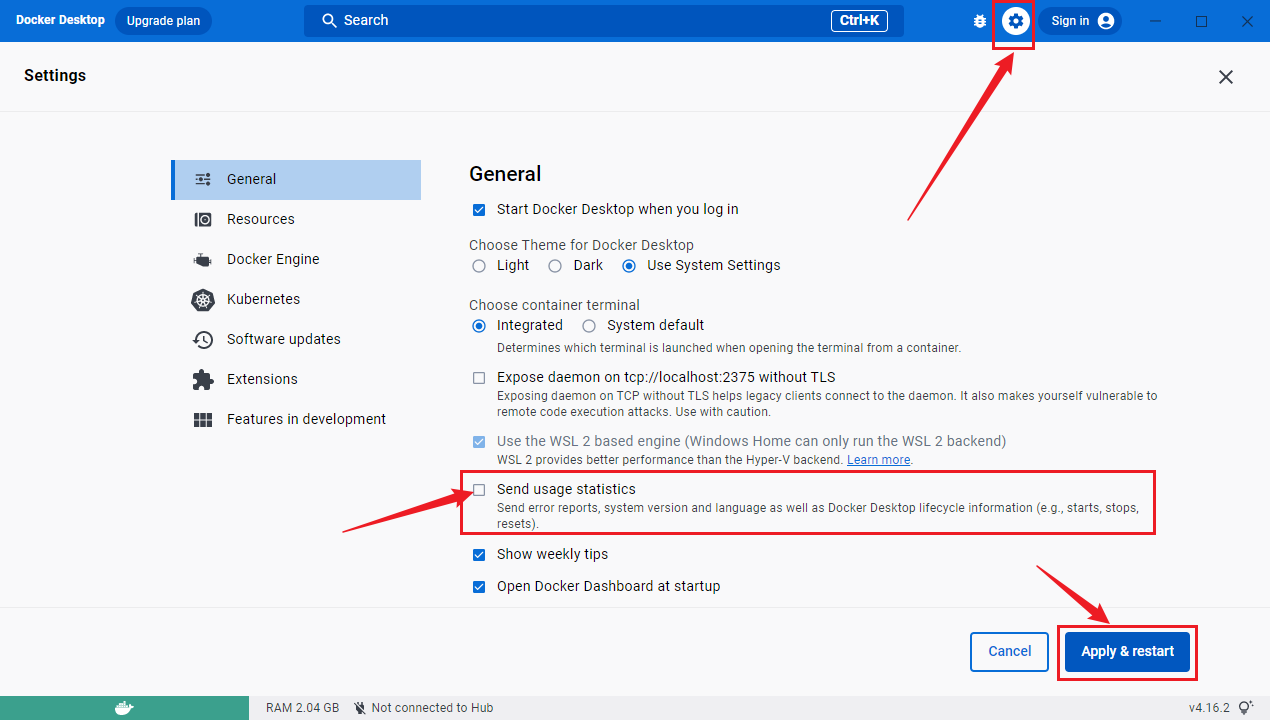 Docker Desktop
Upgrade plan
Search
Ctrl+K
Sign in
Settings
General
Resources
Docker Engine
Kubernetes
Software updates
Extensions
Features in development
General
Start Docker Desktop when you log in
Choose Theme for Docker Desktop
Light
Dark
Use System Settings
Choose container terminal
Integrated
System default
Determines which terminal is launched when opening the terminal from a container.
Expose daemon on tcp://localhost:2375 without TLS
Exposing daemon on TCP without TLS helps legacy clients connect to the daemon. It also makes yourself vulnerable to
remote code execution attacks. Use with caution.
Use the WSL 2 based engine (Windows Home can only run the WSL 2 backend)
WSL 2 provides better performance than the Hyper-V backend. Learn more.
Send usage statistics
Send error reports, system version and language as well as Docker Desktop lifecycle information (e.g., starts, stops,
resets).
Show weekly tips
Open Docker Dashboard at startup
Cancel
Apply & restart
RAM 2.04 GB
Not connected to Hub
v4.16.2